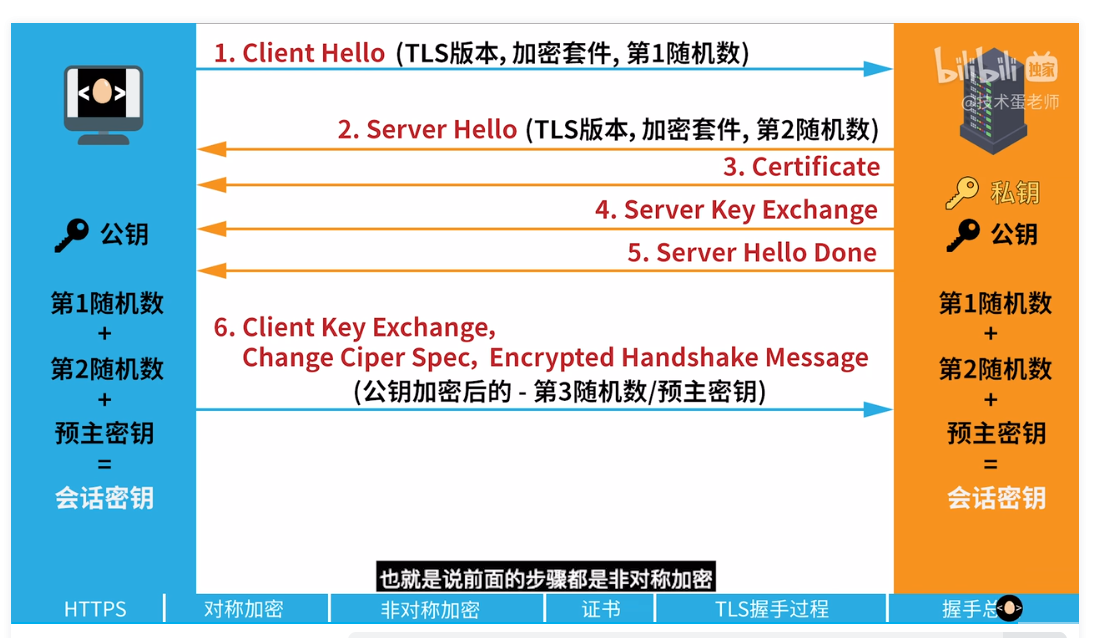 1. Client Hello (TLS版本, 加密套件, 第1随机数)
bilibili 独家
@技术蛋老师
2. Server Hello (TLS版本, 加密套件, 第2随机数)
3. Certificate
4. Server Key Exchange
5. Server Hello Done
私钥
公钥
公钥
第1随机数
+
第2随机数
+
预主密钥
=
会话密钥
6. Client Key Exchange,
Change Ciper Spec, Encrypted Handshake Message
(公钥加密后的 - 第3随机数/预主密钥)
第1随机数
+
第2随机数
+
预主密钥
=
会话密钥
也就是说前面的步骤都是非对称加密
HTTPS
对称加密
非对称加密
证书
TLS握手过程
握手总